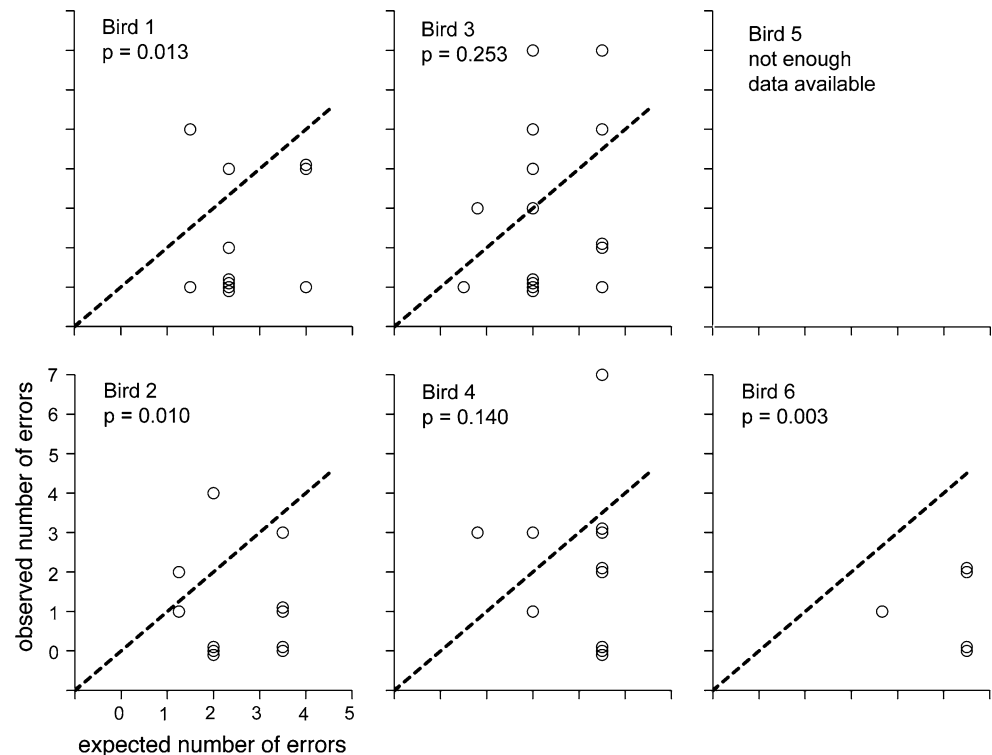 Bird 1
p = 0.013
Bird 3
p = 0.253
Bird 5
not enough
data available
Bird 2
p = 0.010
Bird 4
p = 0.140
Bird 6
p = 0.003
observed number of errors
7
6
5
4
3
2
1
0
0 1 2 3 4 5
expected number of errors